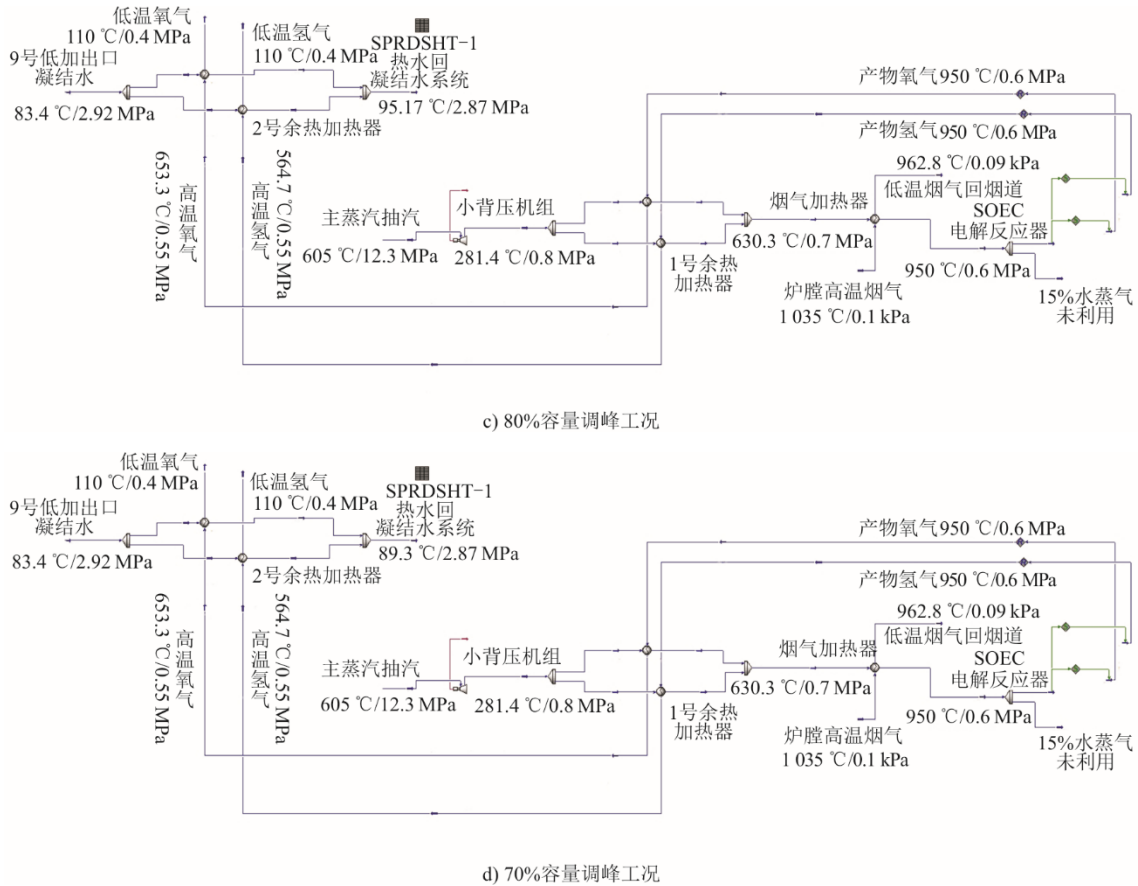 低温氧气
110 ℃/0.4 MPa
低温氢气
110 ℃/0.4 MPa
SPRDSHT-1
热水回
凝结水系统
95.17 ℃/2.87 MPa
9号低加出口
凝结水
83.4 ℃/2.92 MPa
2号余热加热器
653.3 ℃/0.55 MPa
高温氧气
564.7 ℃/0.55 MPa
高温氢气
主蒸汽抽汽
605 ℃/12.3 MPa
小背压机组
281.4 ℃/0.8 MPa
1号余热
加热器
630.3 ℃/0.7 MPa
烟气加热器
炉膛高温烟气
1 035 ℃/0.1 kPa
产物氧气950 ℃/0.6 MPa
产物氢气950 ℃/0.6 MPa
962.8 ℃/0.09 kPa
低温烟气回烟道
SOEC
电解反应器
950 ℃/0.6 MPa
15%水蒸气
未利用
c) 80%容量调峰工况
低温氧气
110 ℃/0.4 MPa
低温氢气
110 ℃/0.4 MPa
SPRDSHT-1
热水回
凝结水系统
89.3 ℃/2.87 MPa
9号低加出口
凝结水
83.4 ℃/2.92 MPa
2号余热加热器
653.3 ℃/0.55 MPa
高温氧气
564.7 ℃/0.55 MPa
高温氢气
主蒸汽抽汽
605 ℃/12.3 MPa
小背压机组
281.4 ℃/0.8 MPa
1号余热
加热器
630.3 ℃/0.7 MPa
烟气加热器
炉膛高温烟气
1 035 ℃/0.1 kPa
产物氧气950 ℃/0.6 MPa
产物氢气950 ℃/0.6 MPa
962.8 ℃/0.09 kPa
低温烟气回烟道
SOEC
电解反应器
950 ℃/0.6 MPa
15%水蒸气
未利用
d) 70%容量调峰工况